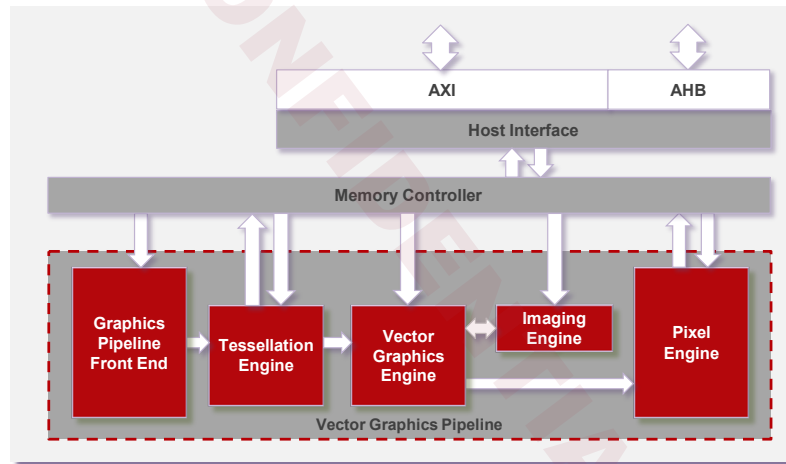 AXI
AHB
Host Interface
Memory Controller
Graphics
Pipeline
Front End
Tessellation
Engine
Vector
Graphics
Engine
Imaging
Engine
Pixel
Engine
Vector Graphics Pipeline
CONFIDENTIA